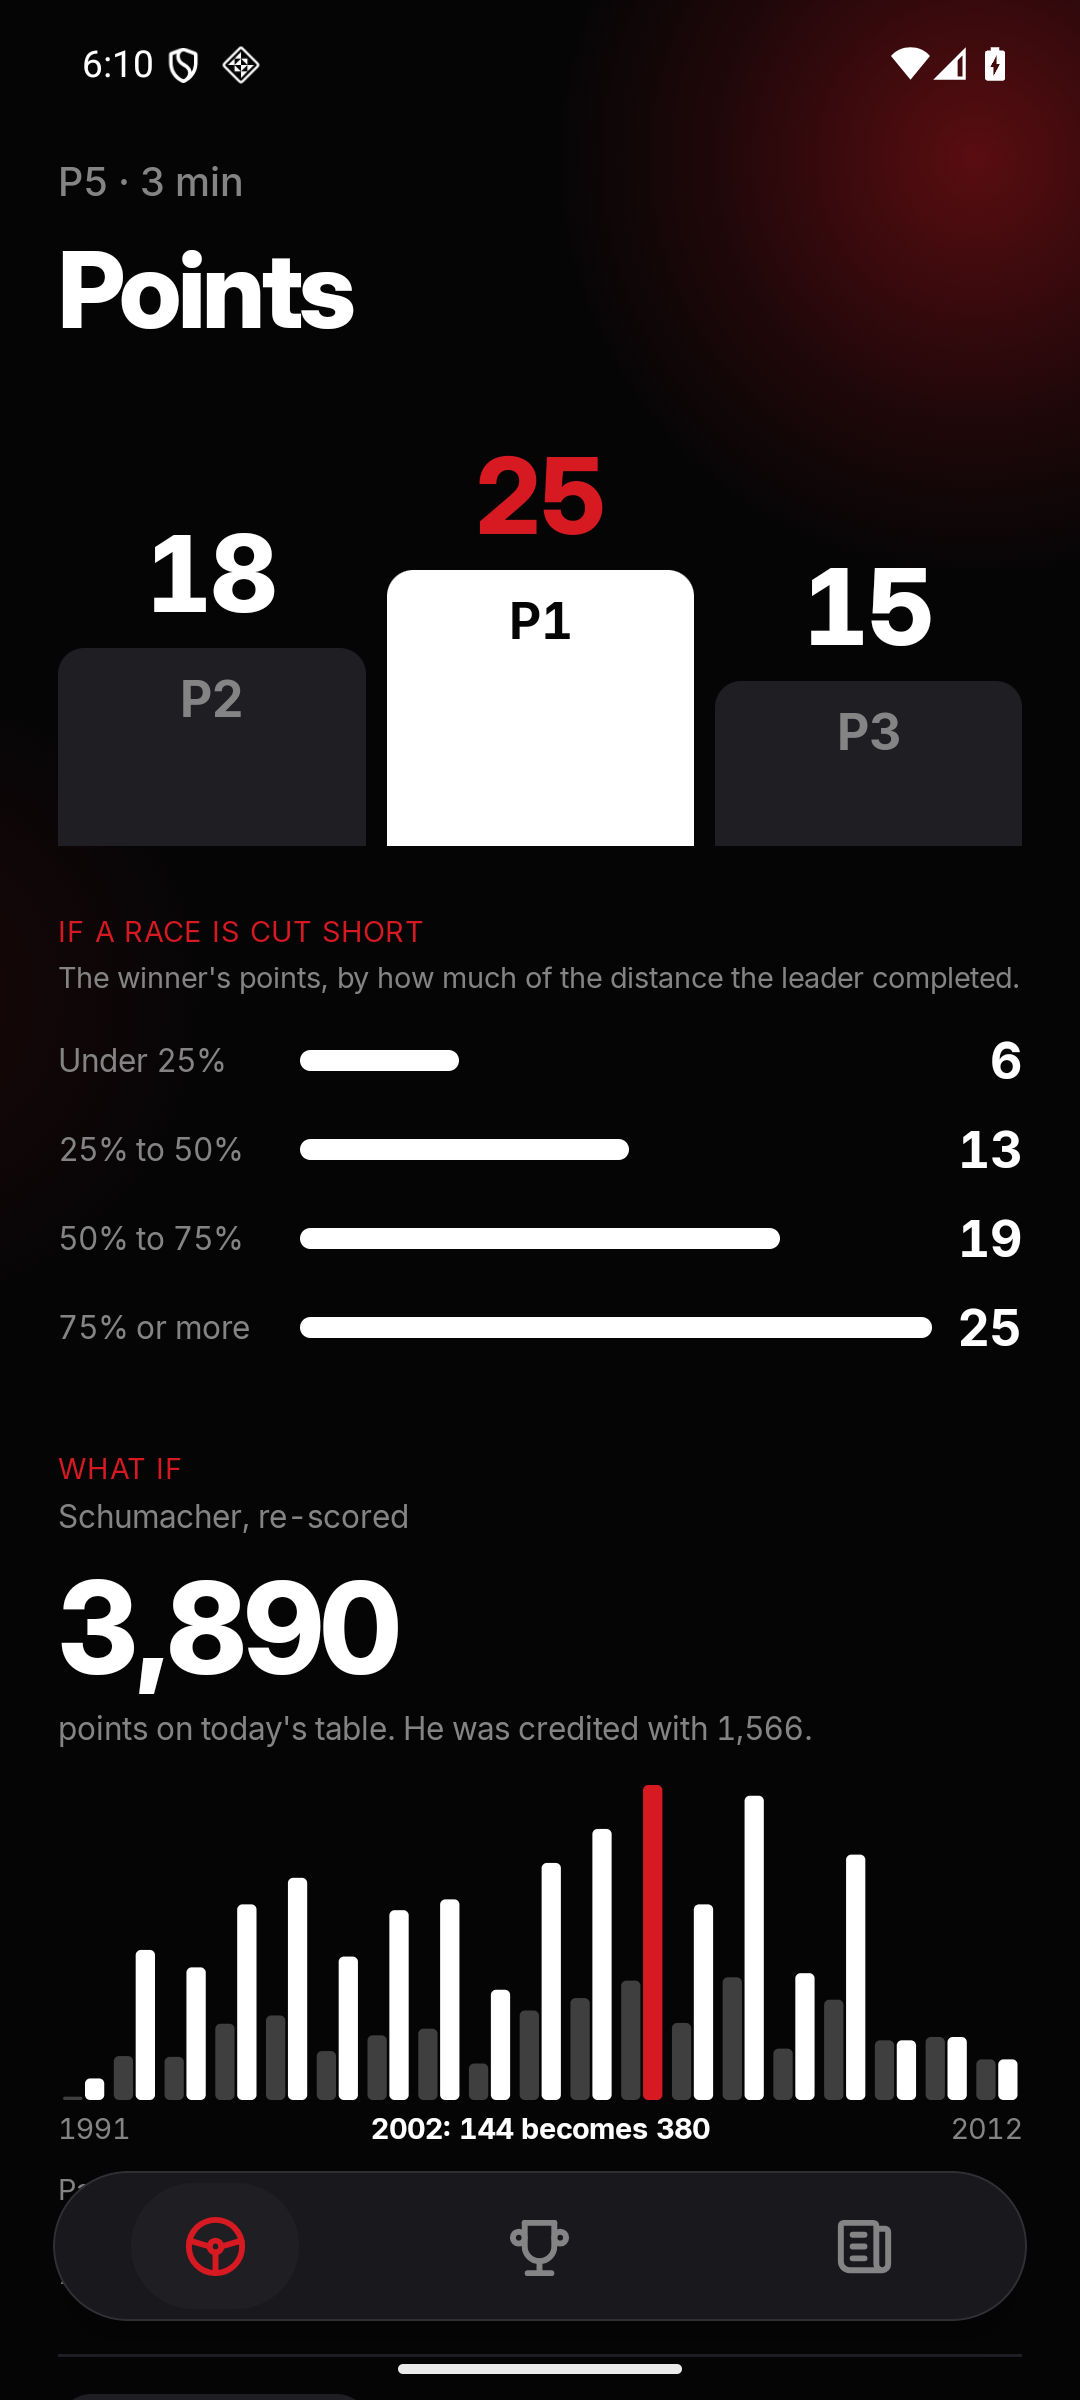 6:10
P5 · 3 min
Points
25
18
15
P1
P2
P3
IF A RACE IS CUT SHORT
The winner's points, by how much of the distance the leader completed.
Under 25% 6
25% to 50% 13
50% to 75% 19
75% or more 25
WHAT IF
Schumacher, re-scored
3,890
points on today's table. He was credited with 1,566.
1991 2002: 144 becomes 380 2012